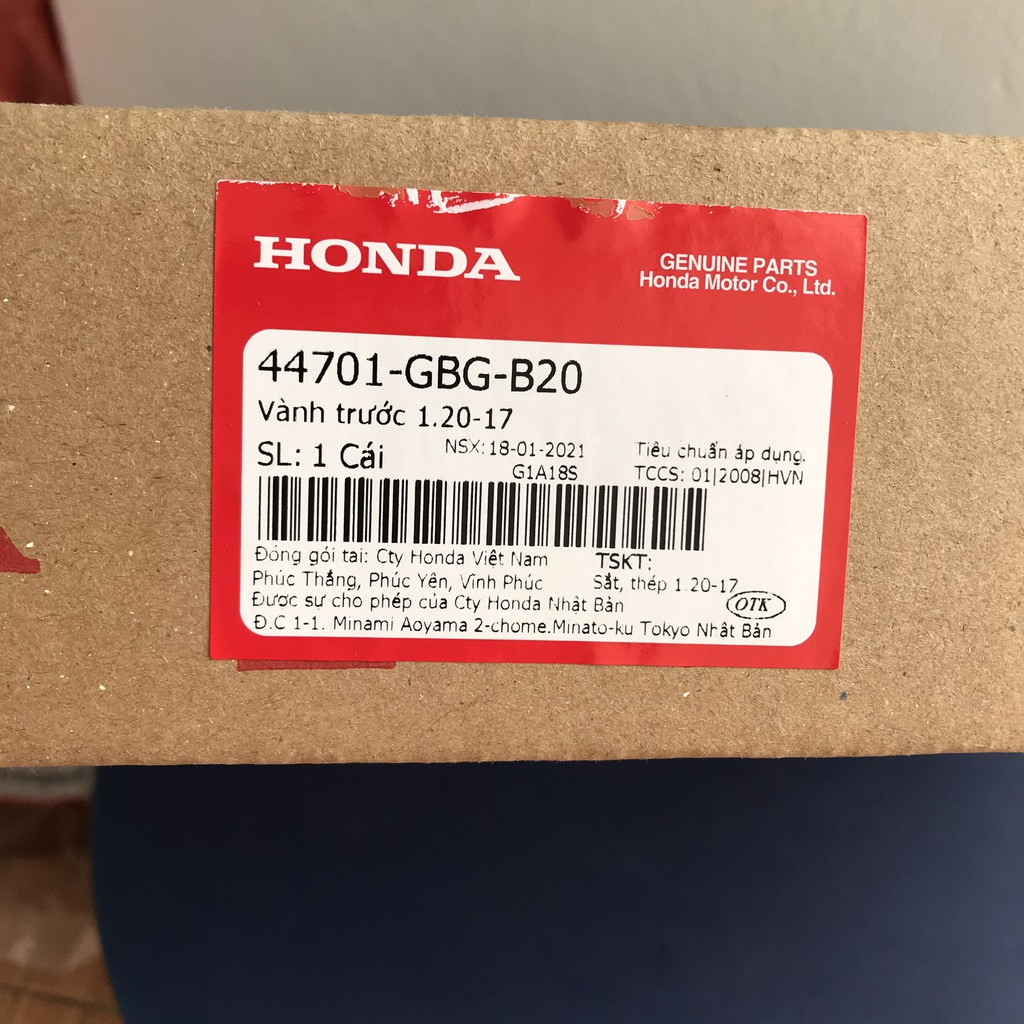 HONDA
GENUINE PARTS
Honda Motor Co., Ltd.
44701-GBG-B20
Vành trước 1.20-17
SL: 1 Cái
NSX: 18-01-2021
G1A18S
Tiêu chuẩn áp dụng:
TCCS: 01|2008|HVN
Đóng gói tại: Cty Honda Việt Nam
Phúc Thắng, Phúc Yên, Vĩnh Phúc
Được sự cho phép của Cty Honda Nhật Bản
Đ.C 1-1. Minami Aoyama 2-chome.Minato-ku Tokyo Nhât Bản
TSKT:
Sắt, thép 1.20-17
OTK